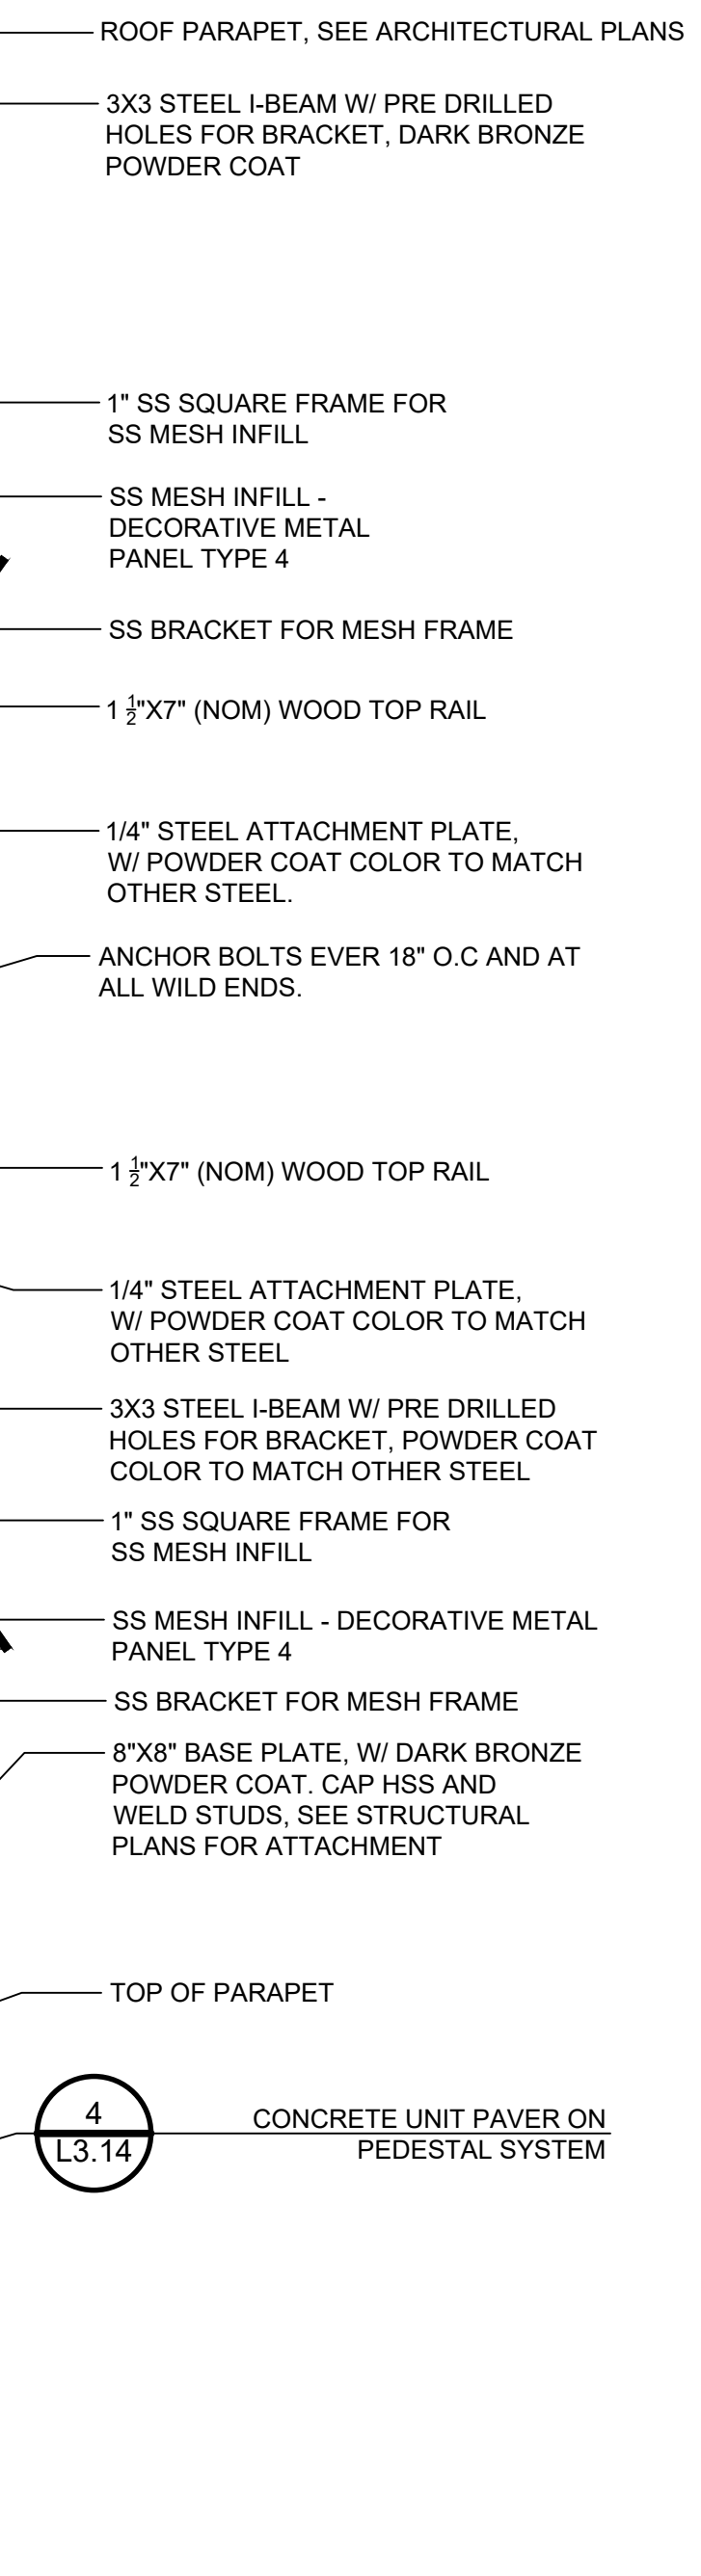 ROOF PARAPET, SEE ARCHITECTURAL PLANS
3X3 STEEL I-BEAM W/ PRE DRILLED
HOLES FOR BRACKET, DARK BRONZE
POWDER COAT
1" SS SQUARE FRAME FOR
SS MESH INFILL
SS MESH INFILL -
DECORATIVE METAL
PANEL TYPE 4
SS BRACKET FOR MESH FRAME
1 1/2"X7" (NOM) WOOD TOP RAIL
1/4" STEEL ATTACHMENT PLATE,
W/ POWDER COAT COLOR TO MATCH
OTHER STEEL.
ANCHOR BOLTS EVER 18" O.C AND AT
ALL WILD ENDS.
1 1/2"X7" (NOM) WOOD TOP RAIL
1/4" STEEL ATTACHMENT PLATE,
W/ POWDER COAT COLOR TO MATCH
OTHER STEEL
3X3 STEEL I-BEAM W/ PRE DRILLED
HOLES FOR BRACKET, POWDER COAT
COLOR TO MATCH OTHER STEEL
1" SS SQUARE FRAME FOR
SS MESH INFILL
SS MESH INFILL - DECORATIVE METAL
PANEL TYPE 4
SS BRACKET FOR MESH FRAME
8"X8" BASE PLATE, W/ DARK BRONZE
POWDER COAT. CAP HSS AND
WELD STUDS, SEE STRUCTURAL
PLANS FOR ATTACHMENT
TOP OF PARAPET
4
L3.14
CONCRETE UNIT PAVER ON
PEDESTAL SYSTEM